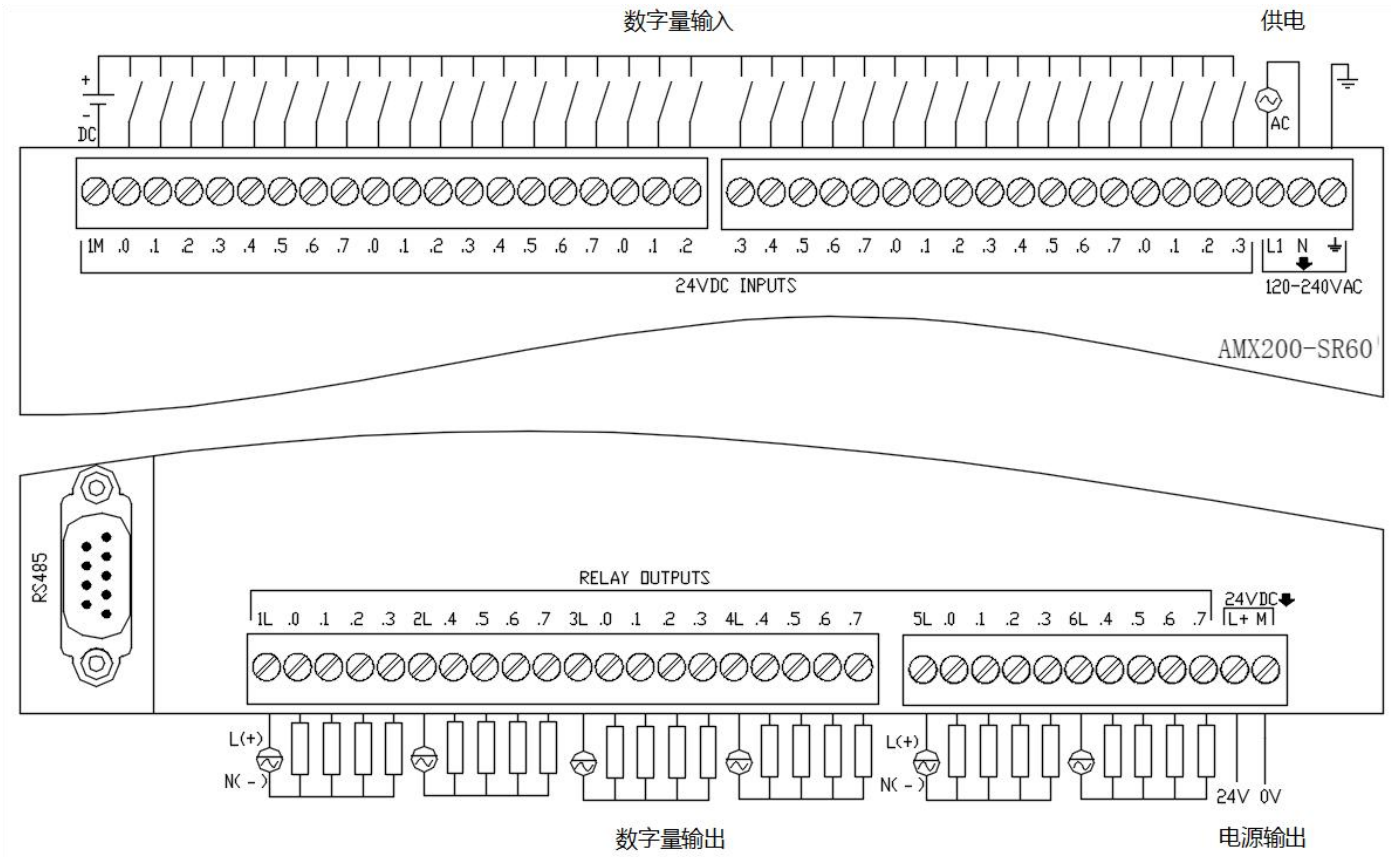 数字量输入 供电
+
-
DC AC
1M .0 .1 .2 .3 .4 .5 .6 .7 .0 .1 .2 .3 .4 .5 .6 .7 .0 .1 .2 .3 .4 .5 .6 .7 .0 .1 .2 .3 .4 .5 .6 .7 .0 .1 .2 .3 L1 N
24VDC INPUTS 120-240VAC
AMX200-SR60
RS485
RELAY OUTPUTS
24VDC
1L .0 .1 .2 .3 2L .4 .5 .6 .7 3L .0 .1 .2 .3 4L .4 .5 .6 .7 5L .0 .1 .2 .3 6L .4 .5 .6 .7 L+ M
L(+) L(+)
N(-) N(-)
24V 0V
数字量输出 电源输出